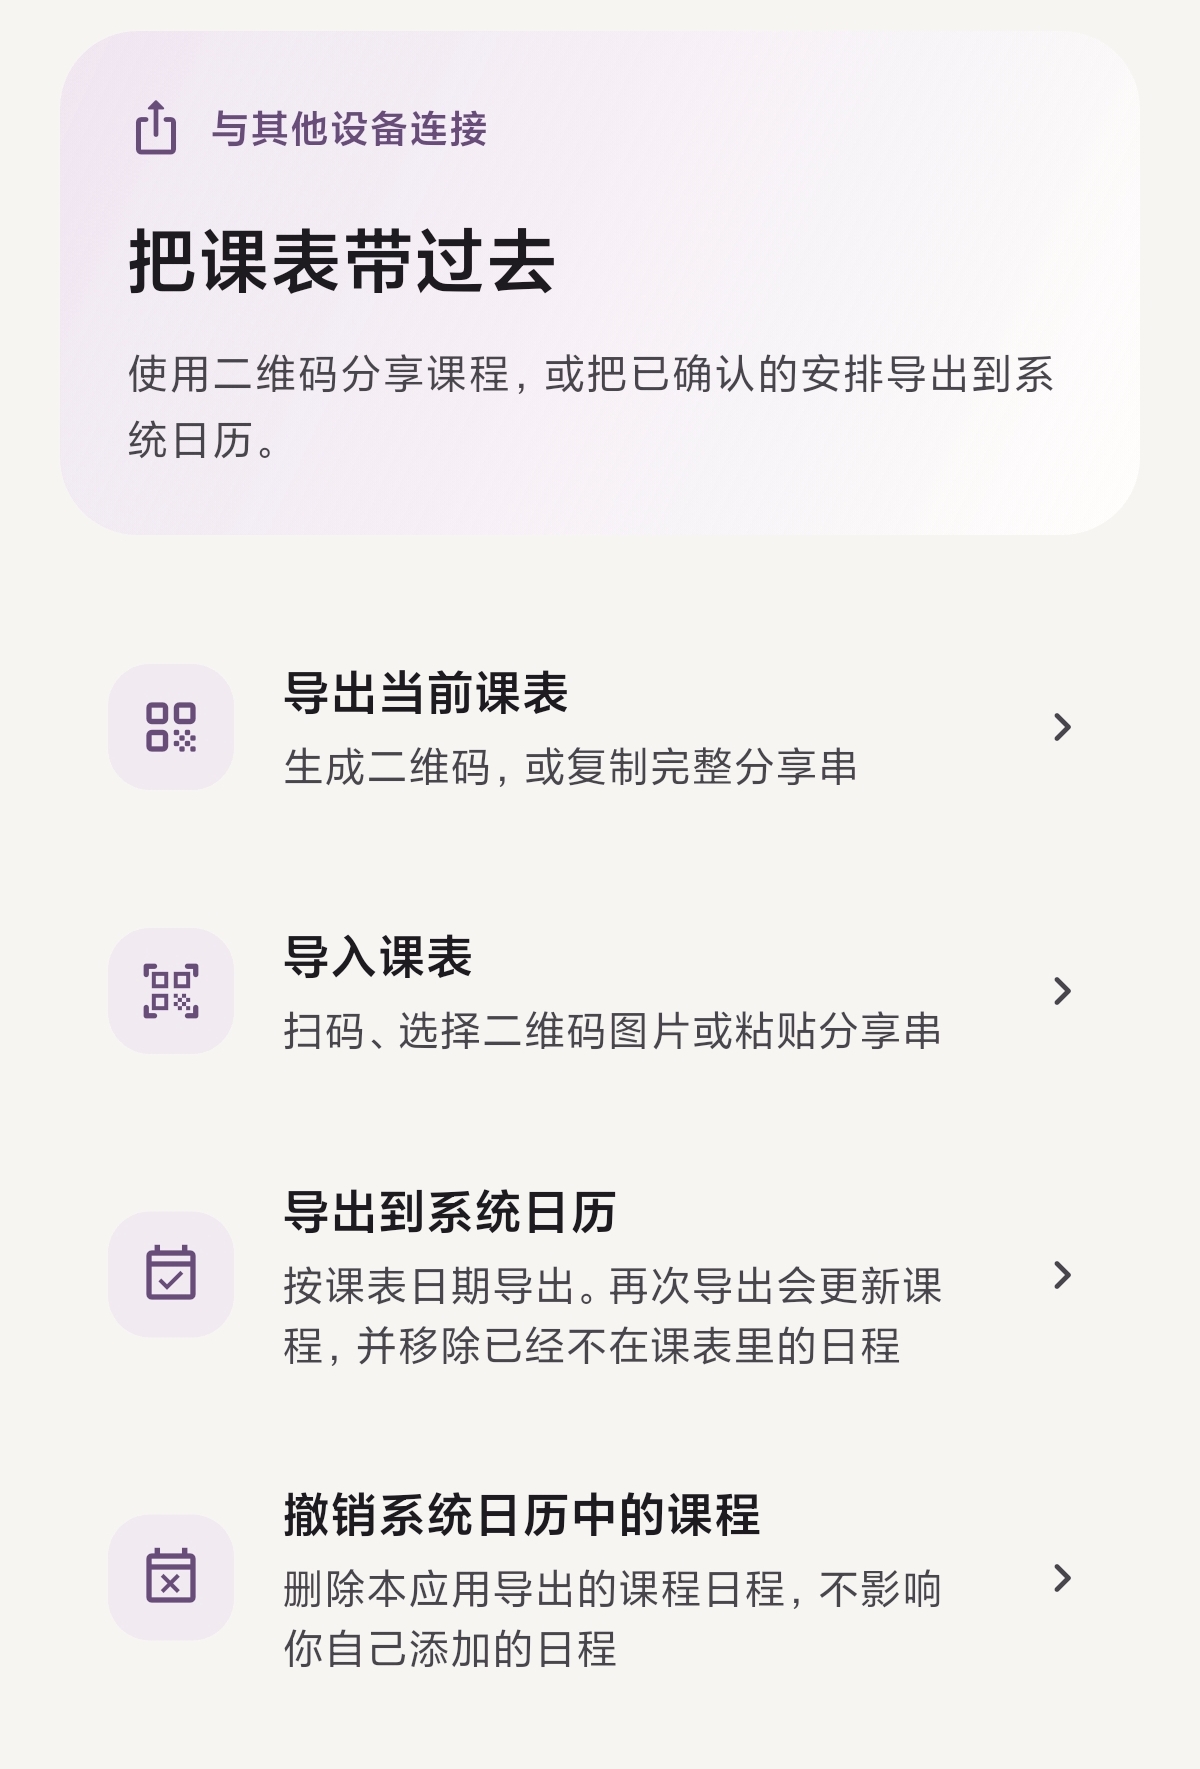 与其他设备连接
把课表带过去
使用二维码分享课程，或把已确认的安排导出到系
统日历。
导出当前课表
生成二维码，或复制完整分享串
导入课表
扫码、选择二维码图片或粘贴分享串
导出到系统日历
按课表日期导出。再次导出会更新课
程，并移除已经不在课表里的日程
撤销系统日历中的课程
删除本应用导出的课程日程，不影响
你自己添加的日程